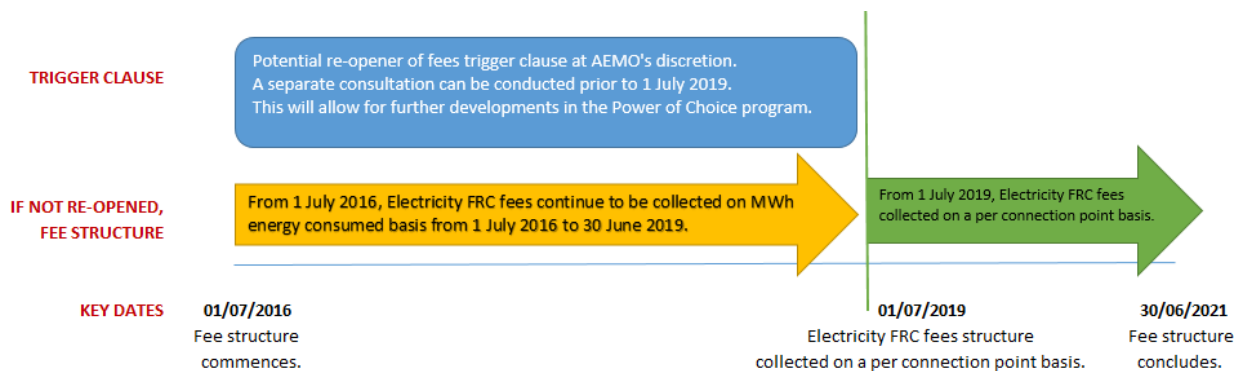 TRIGGER CLAUSE
Potential re-opener of fees trigger clause at AEMO's discretion.
A separate consultation can be conducted prior to 1 July 2019.
This will allow for further developments in the Power of Choice program.
IF NOT RE-OPENED,
FEE STRUCTURE
From 1 July 2016, Electricity FRC fees continue to be collected on MWh
energy consumed basis from 1 July 2016 to 30 June 2019.
From 1 July 2019, Electricity FRC fees
collected on a per connection point basis.
KEY DATES
01/07/2016
Fee structure
commences.
01/07/2019
Electricity FRC fees structure
collected on a per connection point basis.
30/06/2021
Fee structure
concludes.